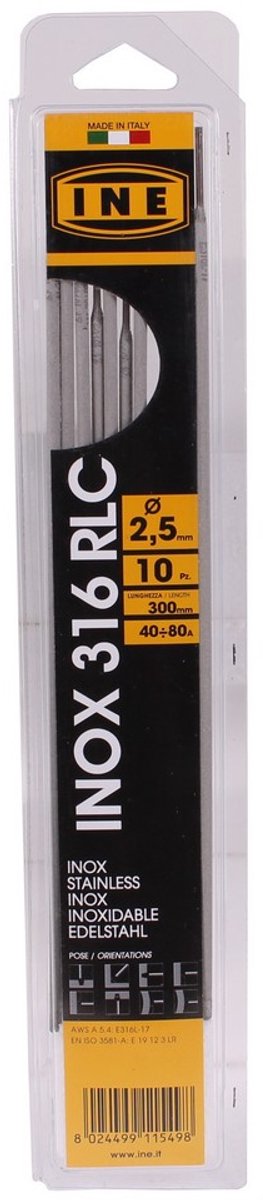 MADE IN ITALY
INE
INOX 316 RLC
Ø
2,5mm
10 Pz.
LUNGHEZZA / LENGTH
300mm
40÷80A
INOX
STAINLESS
INOX
INOXIDABLE
EDELSTAHL
POSE / ORIENTATIONS
AWS A 5.4: E316L-17
EN ISO 3581-A: E 19 12 3 LR
8 024499 115498
www.ine.it